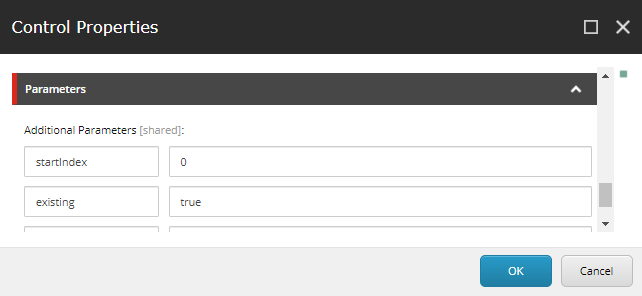 Control Properties
Parameters
Additional Parameters [shared]:
startIndex 0
existing true
OK Cancel